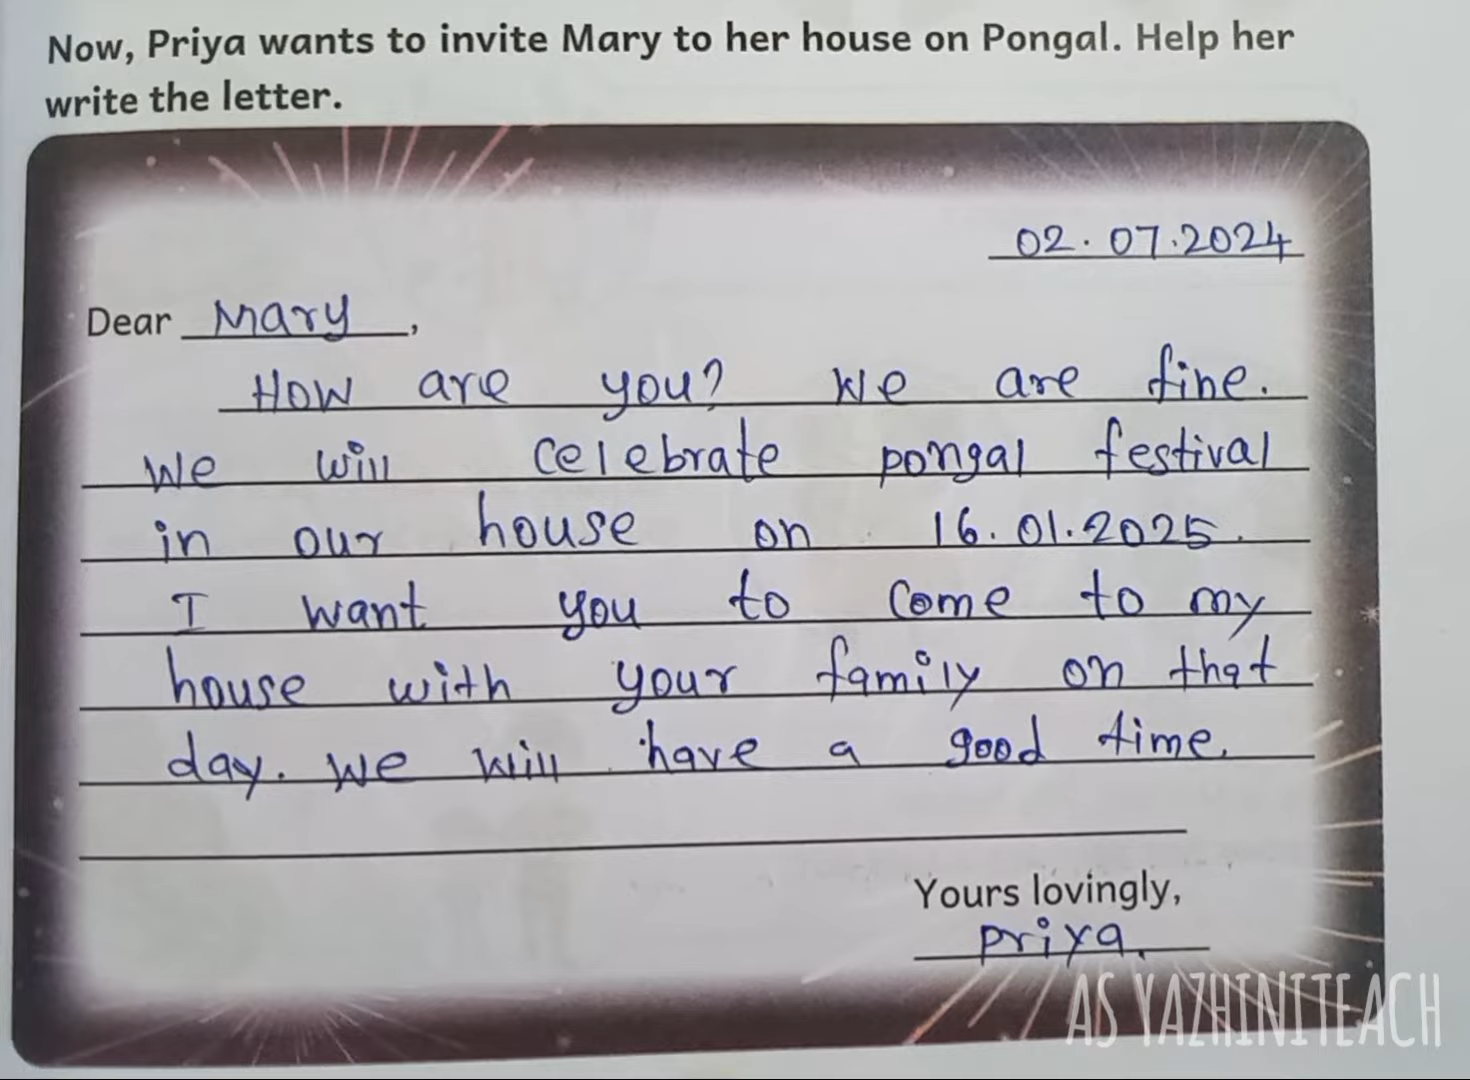 Now, Priya wants to invite Mary to her house on Pongal. Help her
write the letter.
02.07.2024
Dear Mary,
How are you? We are fine.
We will celebrate pongal festival
in our house on 16.01.2025.
I want you to come to my
house with your family on that
day. We will have a good time.
Yours lovingly,
Priya.
AS YAZHINITEACH